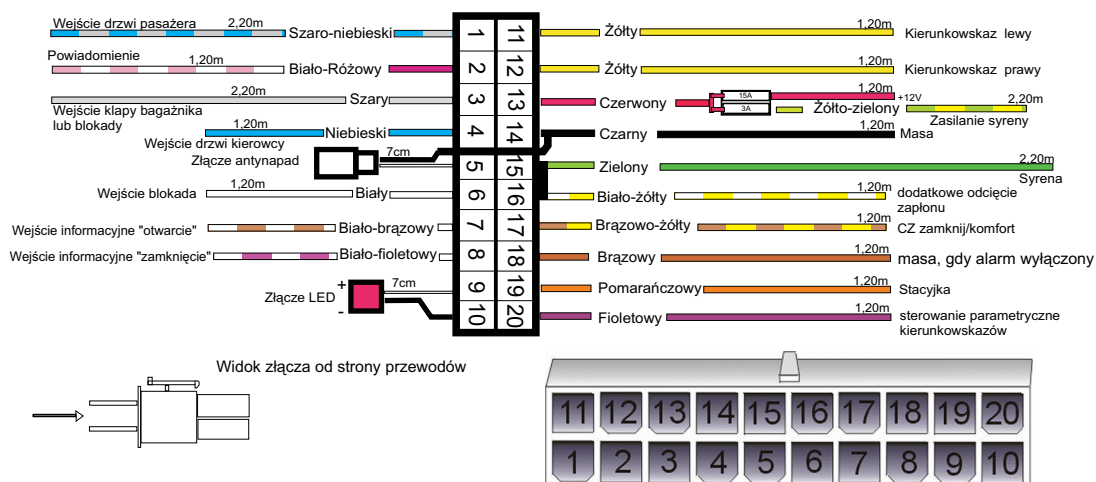 Wejście drzwi pasażera 2,20m Szaro-niebieski 1 11 Żółty 1,20m Kierunkowskaz lewy
Powiadomienie 1,20m Biało-Różowy 2 12 Żółty 1,20m Kierunkowskaz prawy
2,20m Szary 3 13 Czerwony 15A 3A 1,20m +12V
Wejście klapy bagażnika
lub blokady
Żółto-zielony 2,20m
Zasilanie syreny
1,20m Niebieski 4 14 Czarny 1,20m Masa
Wejście drzwi kierowcy
Złącze antynapad 7cm 5 15 Zielony 2,20m
Syrena
Wejście blokada 1,20m Biały 6 16 Biało-żółty 1,20m dodatkowe odcięcie
zapłonu
Wejście informacyjne "otwarcie" Biało-brązowy 7 17 Brązowo-żółty 1,20m CZ zamknij/komfort
Wejście informacyjne "zamknięcie" Biało-fioletowy 8 18 Brązowy 1,20m masa, gdy alarm wyłączony
Złącze LED + - 7cm 9 19 Pomarańczowy 1,20m Stacyjka
10 20 Fioletowy 1,20m sterowanie parametryczne
kierunkowskazów
Widok złącza od strony przewodów
11 12 13 14 15 16 17 18 19 20
1 2 3 4 5 6 7 8 9 10